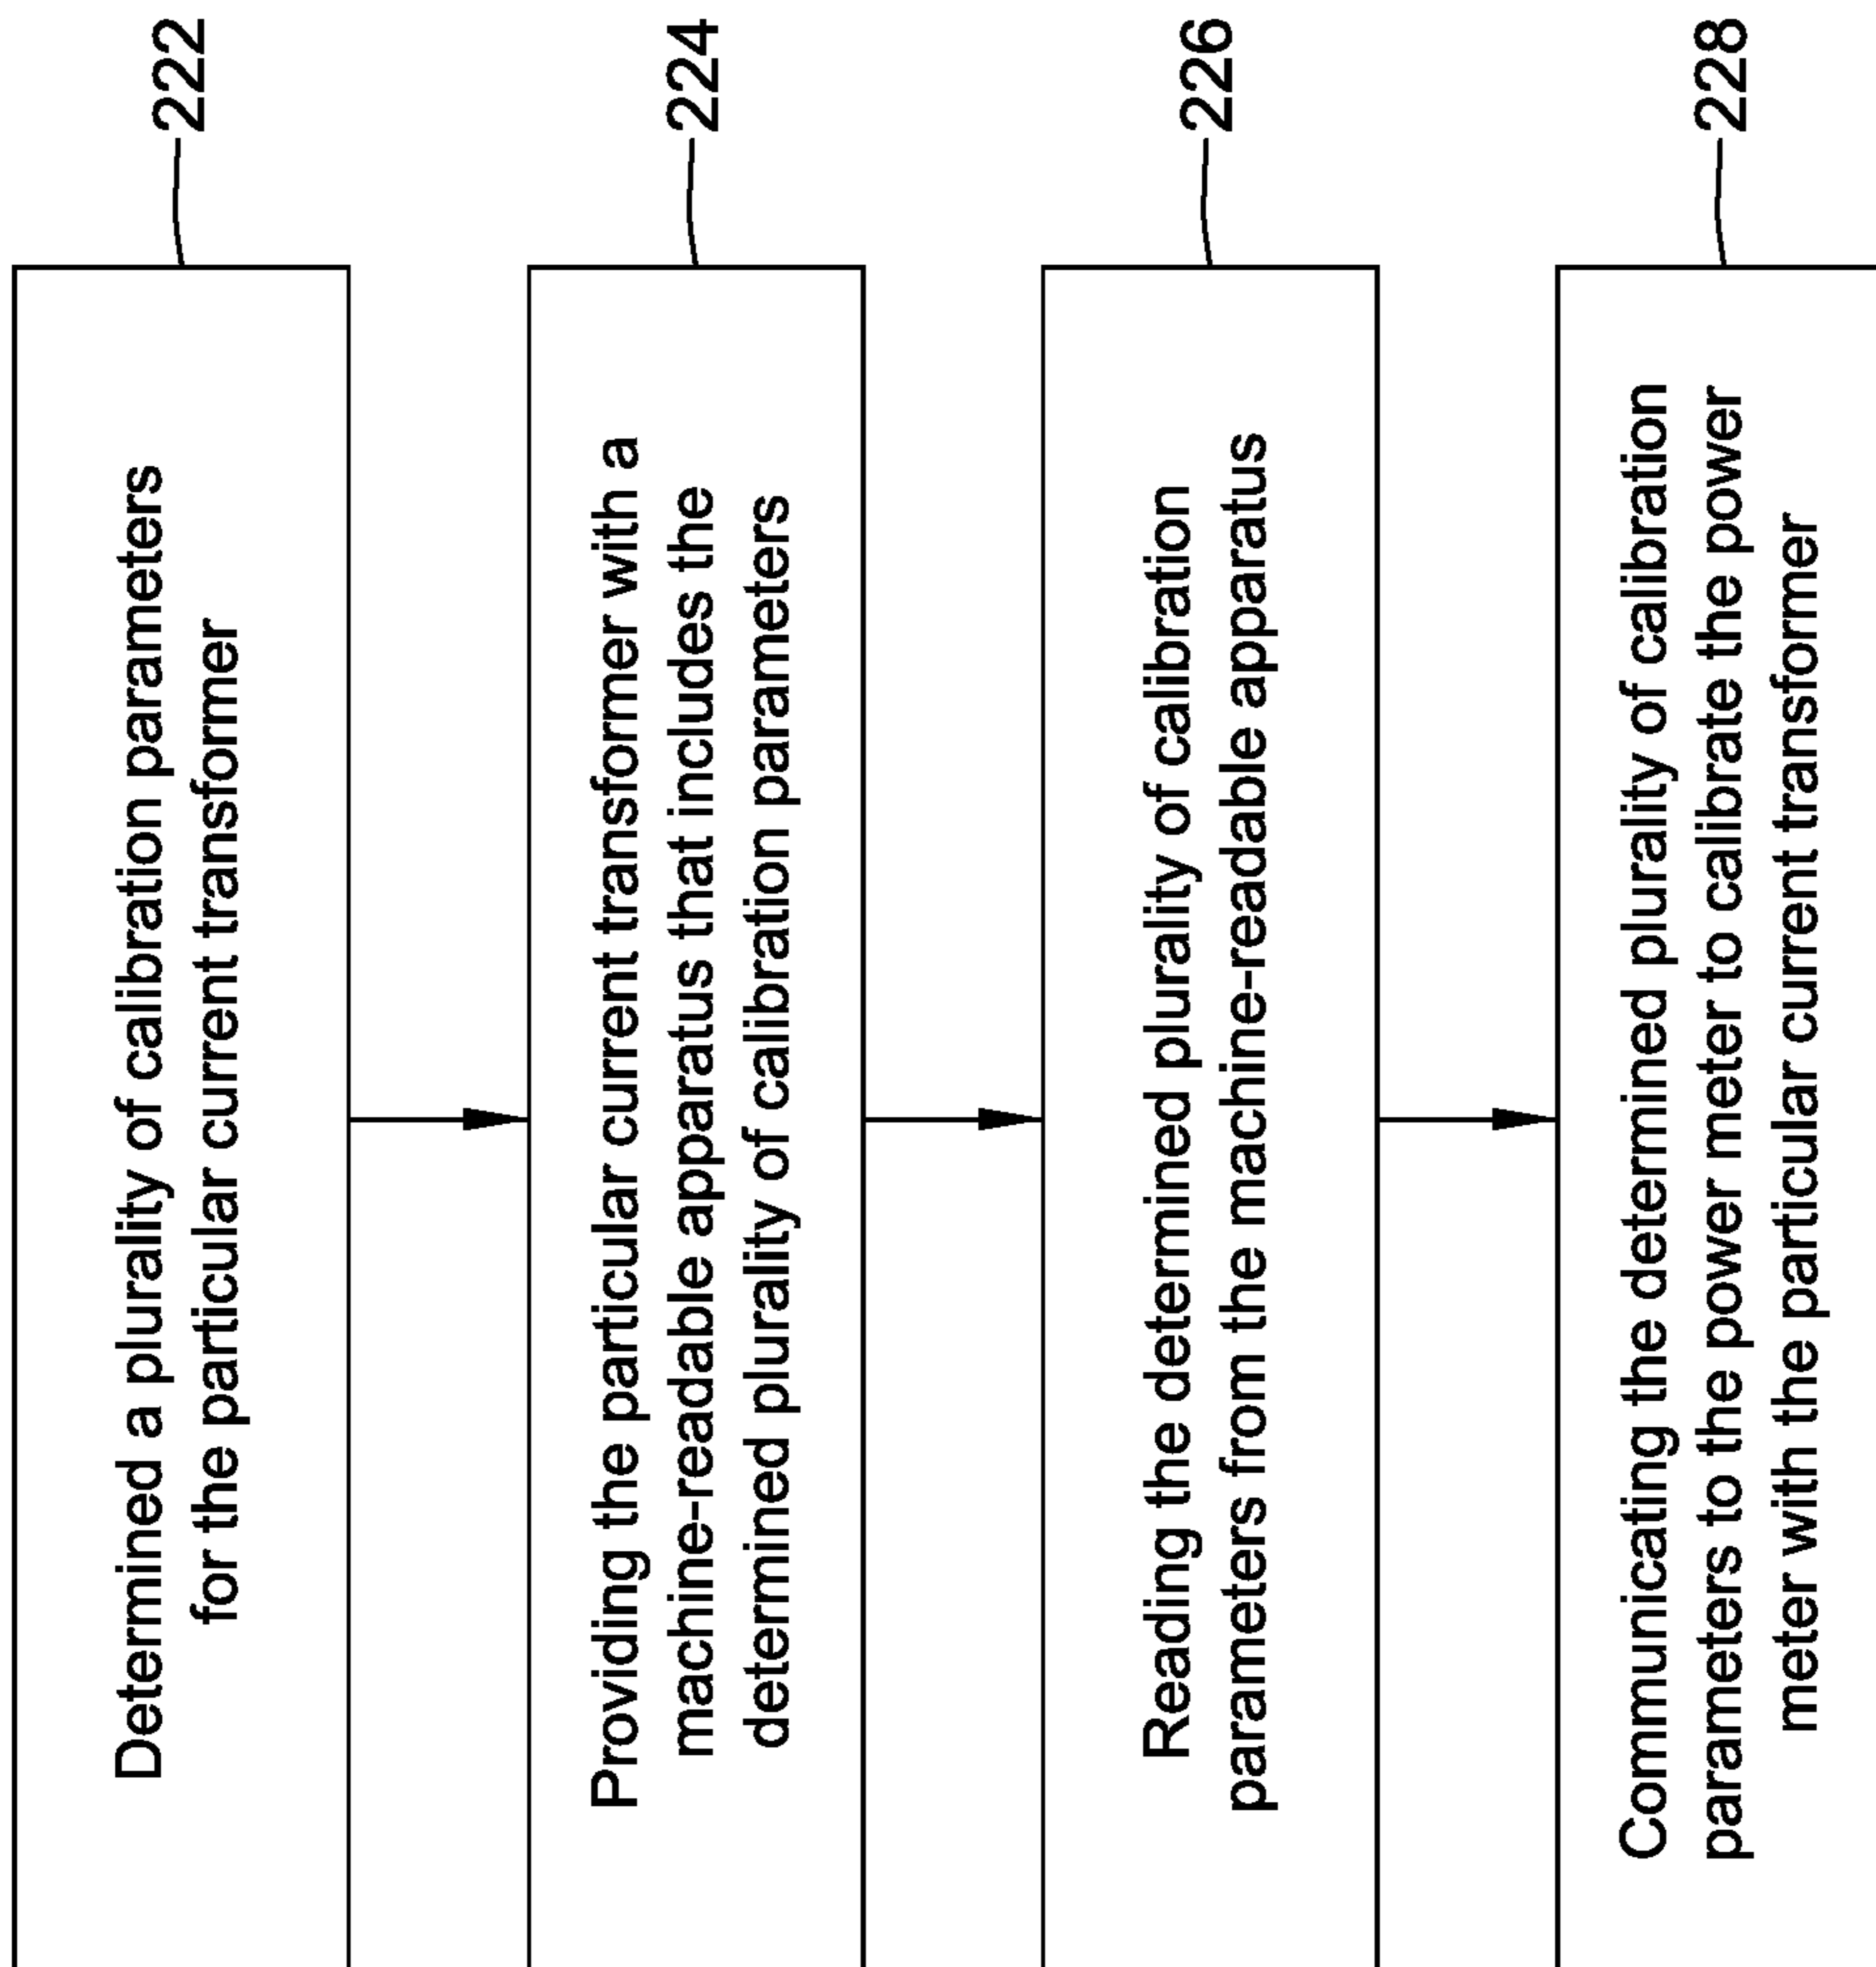 Determined a plurality of calibration parameters
for the particular current transformer
222
Providing the particular current transformer with a
machine-readable apparatus that includes the
determined plurality of calibration parameters
224
Reading the determined plurality of calibration
parameters from the machine-readable apparatus
226
Communicating the determined plurality of calibration
parameters to the power meter to calibrate the power
meter with the particular current transformer
228